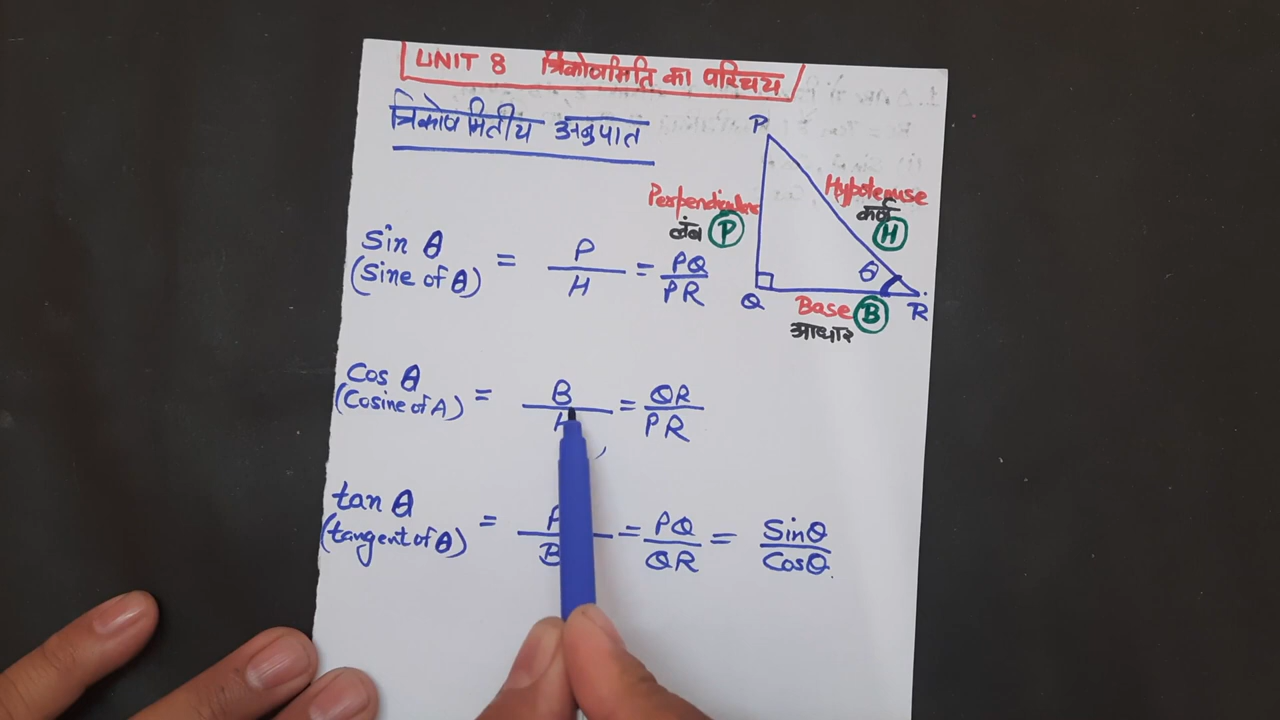 UNIT 8 त्रिकोणमिति का परिचय
त्रिकोणमितीय अनुपात
P
Perpendicular
लंब P
Hypotenuse
कर्ण
H
θ
Q
Base B
आधार
R
Sin θ
(Sine of θ)
= P/H = PQ/PR
Cos θ
(Cosine of A)
= B/H = QR/PR
tan θ
(tangent of θ)
= P/B = PQ/QR = Sinθ/Cosθ